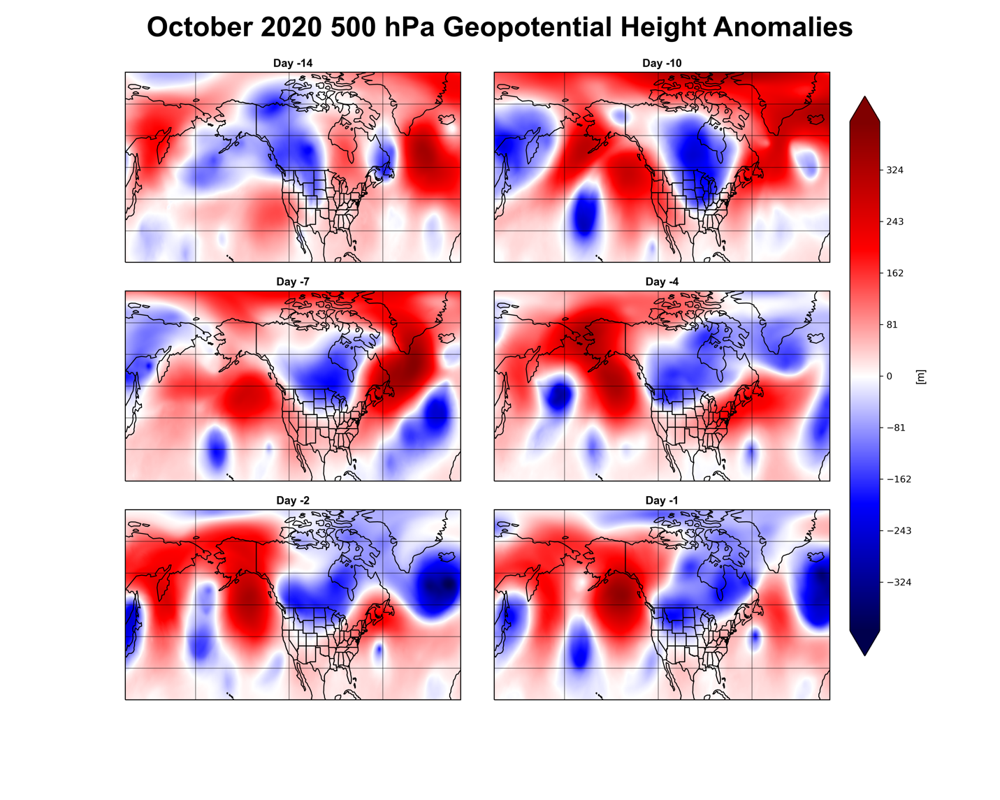 October 2020 500 hPa Geopotential Height Anomalies
Day -14
Day -10
Day -7
Day -4
Day -2
Day -1
324
243
162
81
0
−81
−162
−243
−324
[m]